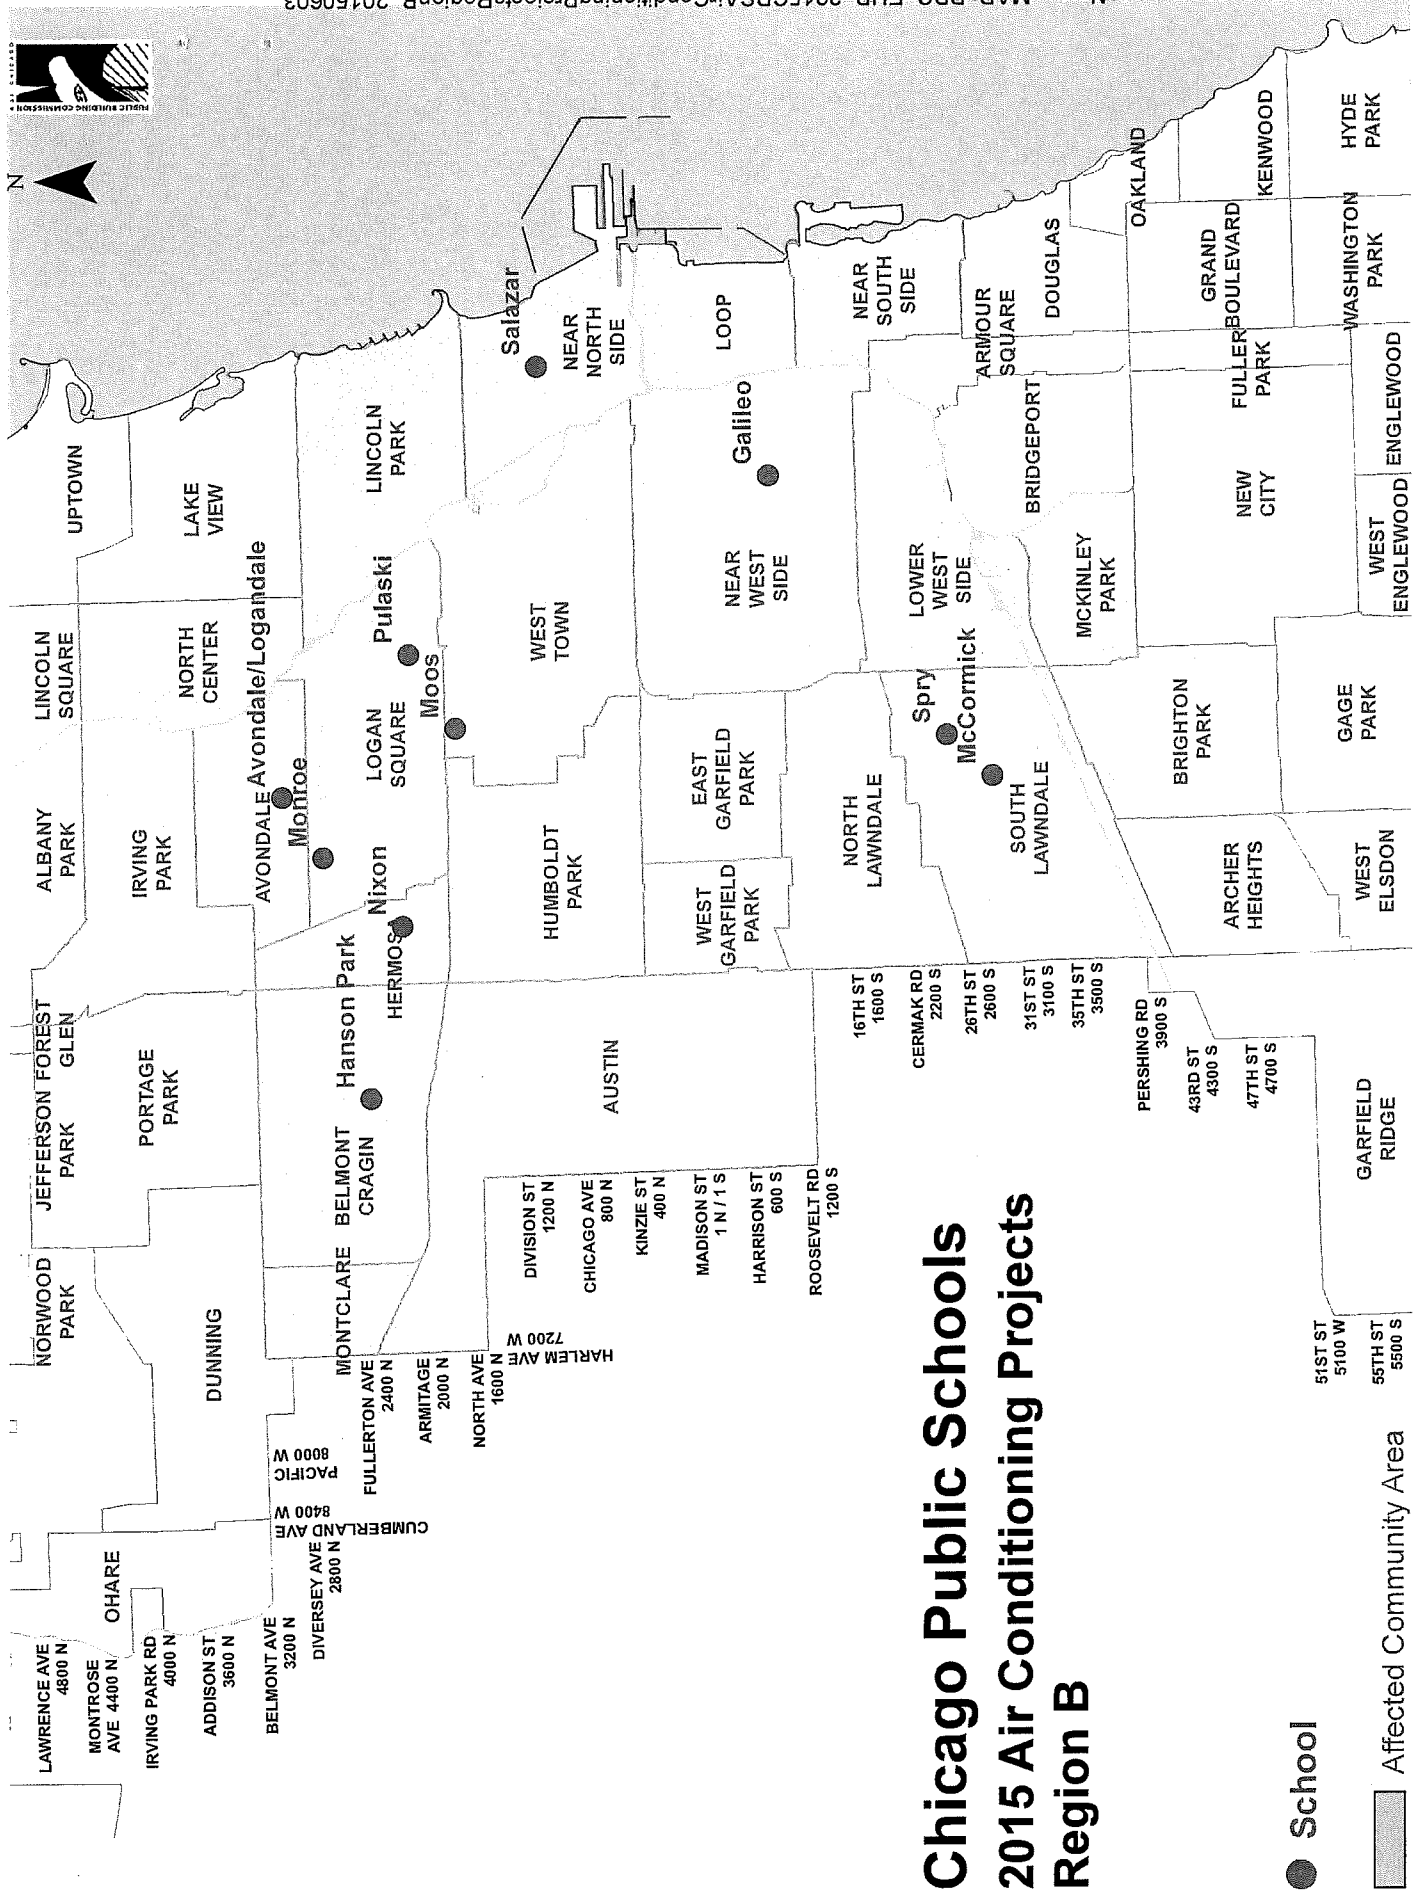 MAP_PRO_FUR_2015CPSAirConditioningProjectsRegionB_20150603
PUBLIC BUILDING COMMISSION
N
LAWRENCE AVE
4800 N
MONTROSE
AVE 4400 N
IRVING PARK RD
4000 N
ADDISON ST
3600 N
BELMONT AVE
3200 N
DIVERSEY AVE
2800 N
OHARE
CUMBERLAND AVE
8400 W
PACIFIC
8000 W
FULLERTON AVE
2400 N
ARMITAGE
2000 N
NORTH AVE
1600 N
HARLEM AVE
7200 W
NORWOOD
PARK
JEFFERSON
PARK
FOREST
GLEN
ALBANY
PARK
LINCOLN
SQUARE
UPTOWN
DUNNING
PORTAGE
PARK
IRVING
PARK
NORTH
CENTER
LAKE
VIEW
AVONDALE
Avondale/Logandale
Monroe
MONTCLARE
BELMONT
CRAGIN
Hanson Park
HERMOSA
Nixon
LOGAN
SQUARE
Pulaski
Moos
LINCOLN
PARK
Salazar
NEAR
NORTH
SIDE
DIVISION ST
1200 N
CHICAGO AVE
800 N
KINZIE ST
400 N
MADISON ST
1 N / 1 S
HARRISON ST
600 S
ROOSEVELT RD
1200 S
AUSTIN
HUMBOLDT
PARK
WEST
TOWN
WEST
GARFIELD
PARK
EAST
GARFIELD
PARK
NEAR
WEST
SIDE
Galileo
LOOP
16TH ST
1600 S
CERMAK RD
2200 S
26TH ST
2600 S
31ST ST
3100 S
35TH ST
3500 S
PERSHING RD
3900 S
43RD ST
4300 S
47TH ST
4700 S
51ST ST
5100 W
55TH ST
5500 S
NORTH
LAWNDALE
Spry
McCormick
SOUTH
LAWNDALE
LOWER
WEST
SIDE
NEAR
SOUTH
SIDE
ARMOUR
SQUARE
DOUGLAS
BRIDGEPORT
MCKINLEY
PARK
OAKLAND
GRAND
BOULEVARD
KENWOOD
FULLER
PARK
NEW
CITY
BRIGHTON
PARK
ARCHER
HEIGHTS
HYDE
PARK
WASHINGTON
PARK
ENGLEWOOD
WEST
ENGLEWOOD
GAGE
PARK
WEST
ELSDON
GARFIELD
RIDGE
Chicago Public Schools
2015 Air Conditioning Projects
Region B
School
Affected Community Area